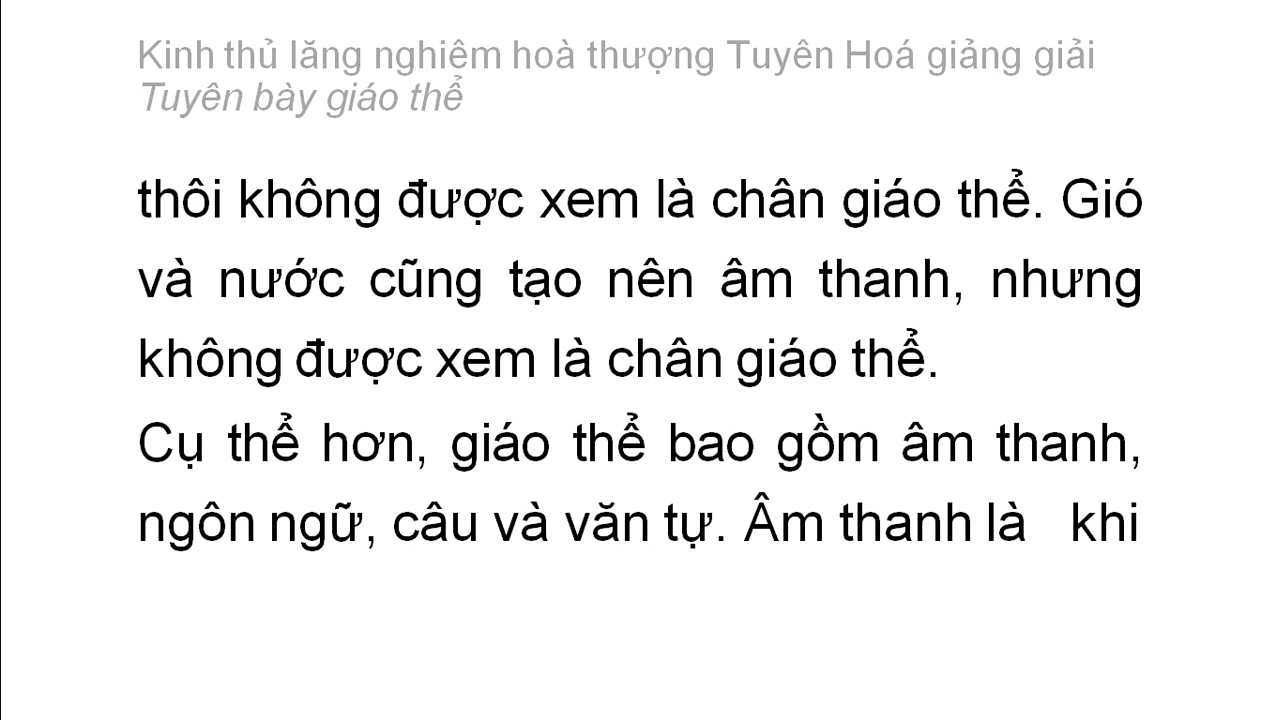 Kinh thủ lăng nghiêm hoà thượng Tuyên Hoá giảng giải
Tuyên bày giáo thể
thôi không được xem là chân giáo thể. Gió
và nước cũng tạo nên âm thanh, nhưng
không được xem là chân giáo thể.
Cụ thể hơn, giáo thể bao gồm âm thanh,
ngôn ngữ, câu và văn tự. Âm thanh là khi